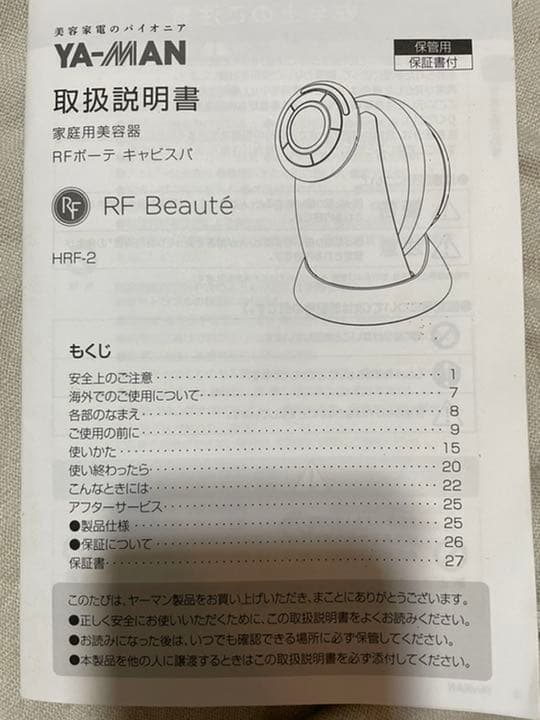 美容家電のパイオニア
YA-MAN
保管用
保証書付
取扱説明書
家庭用美容器
RFボーテ キャビスパ
RF RF Beauté
HRF-2
もくじ
安全上のご注意 1
海外でのご使用について 7
各部のなまえ 8
ご使用の前に 9
使いかた 15
使い終わったら 20
こんなときには 22
アフターサービス 25
●製品仕様 25
●保証について 26
保証書 27
このたびは、ヤーマン製品をお買い上げいただき、まことにありがとうございます。
●正しく安全にお使いいただくために、この取扱説明書をよくお読みください。
●お読みになった後は、いつでも確認できる場所に必ず保管してください。
●本製品を他の人に譲渡するときはこの取扱説明書を必ず添付してください。